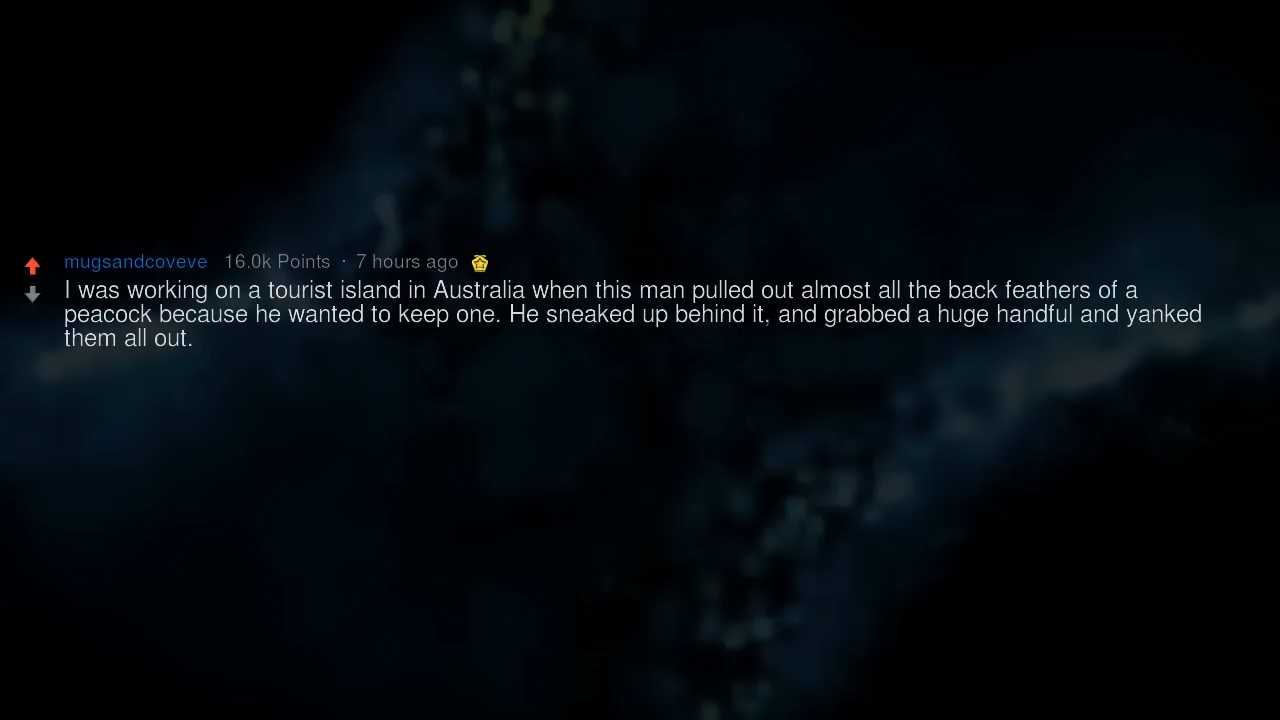 mugsandcoveve 16.0k Points · 7 hours ago
I was working on a tourist island in Australia when this man pulled out almost all the back feathers of a
peacock because he wanted to keep one. He sneaked up behind it, and grabbed a huge handful and yanked
them all out.